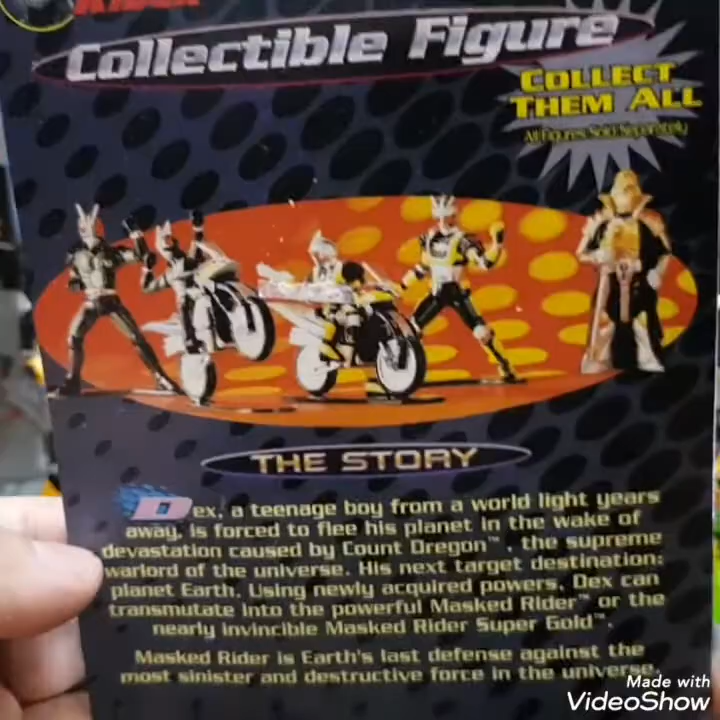 Collectible Figure
COLLECT
THEM ALL
All Figures Sold Separately
THE STORY
Dex, a teenage boy from a world light years
away, is forced to flee his planet in the wake of
devastation caused by Count Dregon™, the supreme
warlord of the universe. His next target destination:
planet Earth. Using newly acquired powers, Dex can
transmutate into the powerful Masked Rider™ or the
nearly invincible Masked Rider Super Gold™.
Masked Rider is Earth's last defense against the
most sinister and destructive force in the universe.
Made with
VideoShow